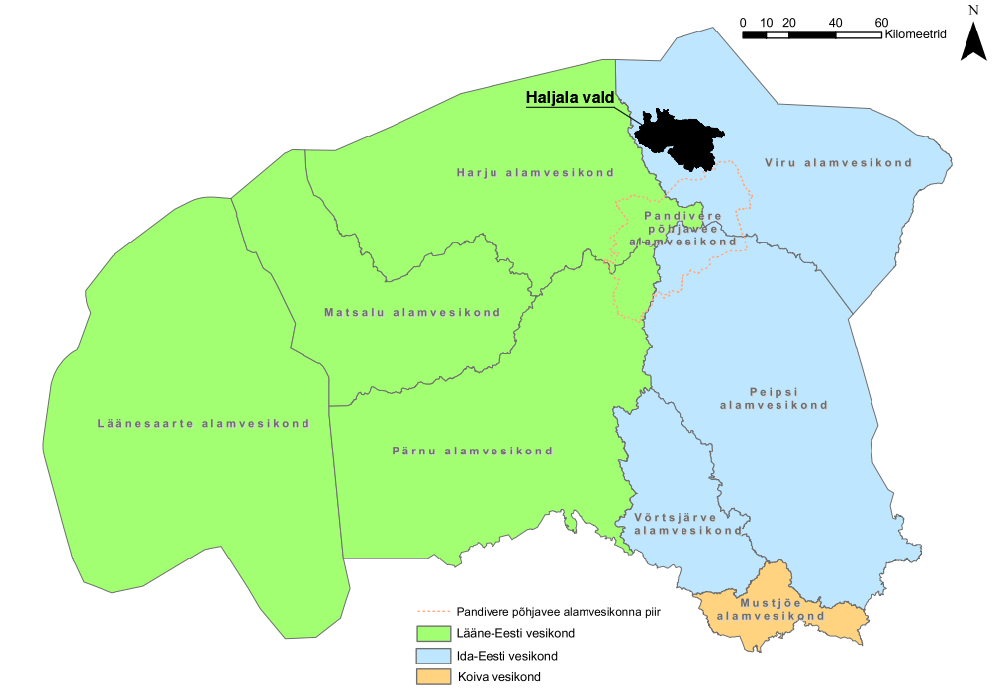 N
0 10 20 40 60
Kilomeetrid
Haljala vald
Viru alamvesikond
Harju alamvesikond
Pandivere
põhjavee
alamvesikond
Matsalu alamvesikond
Peipsi
alamvesikond
Läänesaarte alamvesikond
Pärnu alamvesikond
Võrtsjärve
alamvesikond
Mustjõe
alamvesikond
Pandivere põhjavee alamvesikonna piir
Lääne-Eesti vesikond
Ida-Eesti vesikond
Koiva vesikond